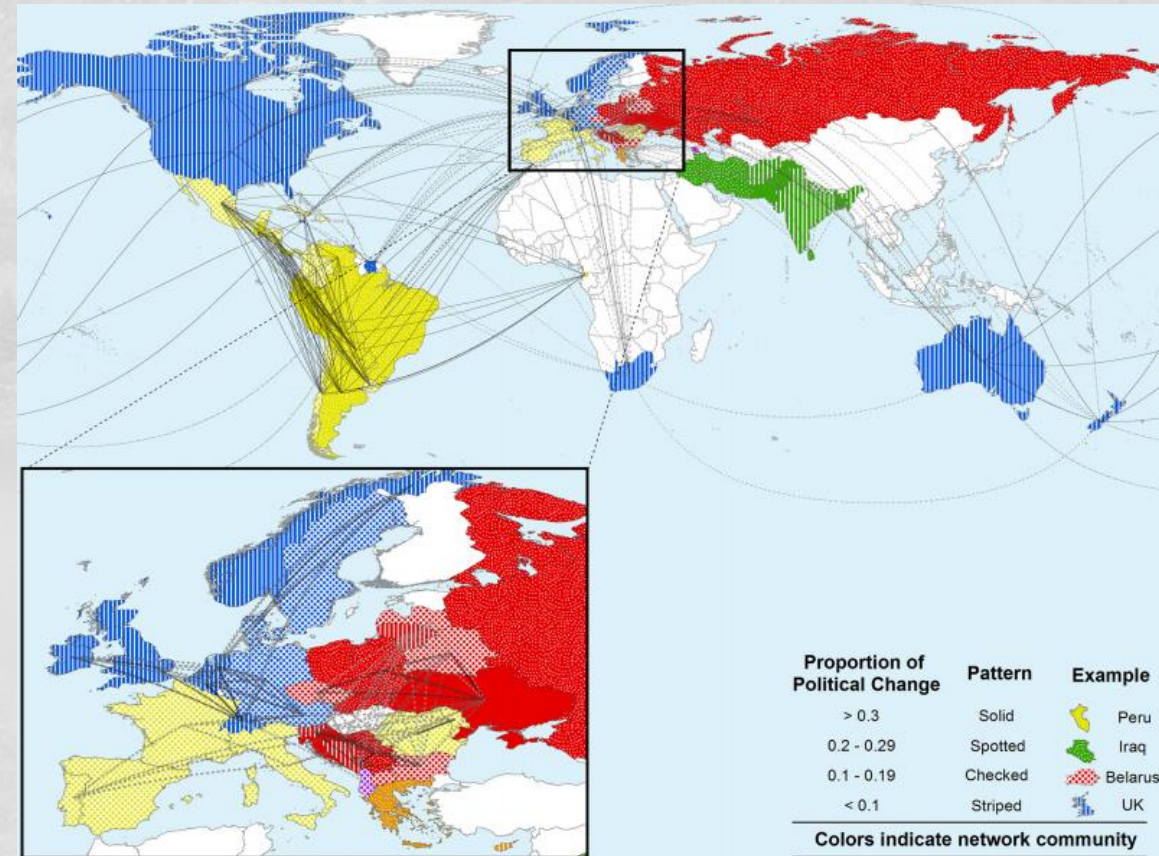 Proportion of
Political Change Pattern Example
> 0.3 Solid Peru
0.2 - 0.29 Spotted Iraq
0.1 - 0.19 Checked Belarus
< 0.1 Striped UK
Colors indicate network community